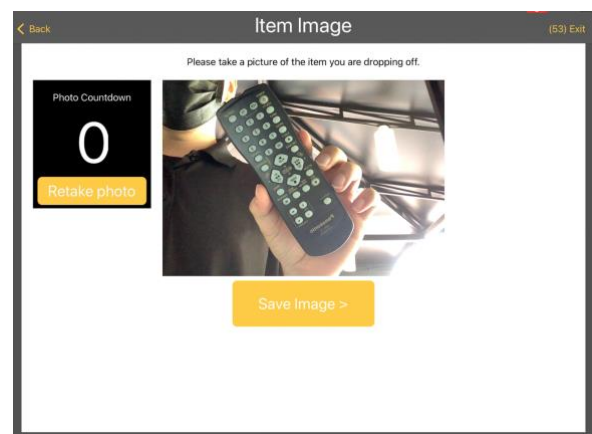 < Back
Item Image
(53) Exit
Please take a picture of the item you are dropping off.
Photo Countdown
0
Retake photo
Save Image >